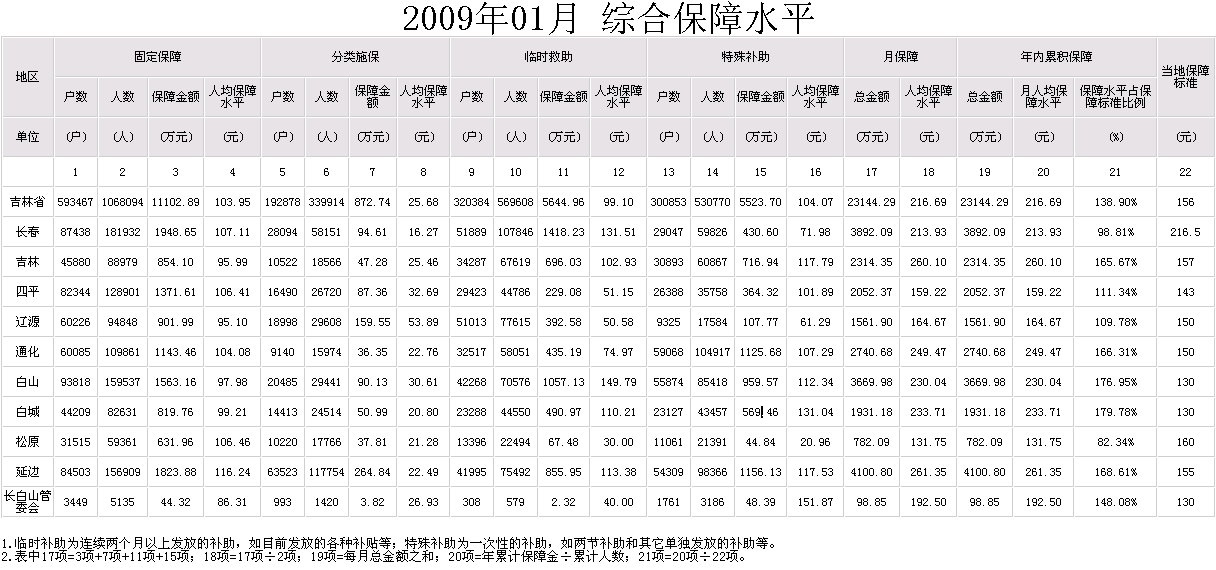 2009年01月 综合保障水平
地区 固定保障 分类施保 临时救助 特殊补助 月保障 年内累积保障 当地保障标准
户数 人数 保障金额 人均保障水平 户数 人数 保障金额 人均保障水平 户数 人数 保障金额 人均保障水平 户数 人数 保障金额 人均保障水平 总金额 人均保障水平 总金额 月人均保障水平 保障水平占保障标准比例
单位 (户) (人) (万元) (元) (户) (人) (万元) (元) (户) (人) (万元) (元) (户) (人) (万元) (元) (万元) (元) (万元) (元) (%) (元)
1 2 3 4 5 6 7 8 9 10 11 12 13 14 15 16 17 18 19 20 21 22
吉林省 593467 1068094 11102.89 103.95 192878 339914 872.74 25.68 320384 569608 5644.96 99.10 300853 530770 5523.70 104.07 23144.29 216.69 23144.29 216.69 138.90% 156
长春 87438 181932 1948.65 107.11 28094 58151 94.61 16.27 51889 107846 1418.23 131.51 29047 59826 430.60 71.98 3892.09 213.93 3892.09 213.93 98.81% 216.5
吉林 45880 88979 854.10 95.99 10522 18566 47.28 25.46 34287 67619 696.03 102.93 30893 60867 716.94 117.79 2314.35 260.10 2314.35 260.10 165.67% 157
四平 82344 128901 1371.61 106.41 16490 26720 87.36 32.69 29423 44786 229.08 51.15 26388 35758 364.32 101.89 2052.37 159.22 2052.37 159.22 111.34% 143
辽源 60226 94848 901.99 95.10 18998 29608 159.55 53.89 51013 77615 392.58 50.58 9325 17584 107.77 61.29 1561.90 164.67 1561.90 164.67 109.78% 150
通化 60085 109861 1143.46 104.08 9140 15974 36.35 22.76 32517 58051 435.19 74.97 59068 104917 1125.68 107.29 2740.68 249.47 2740.68 249.47 166.31% 150
白山 93818 159537 1563.16 97.98 20485 29441 90.13 30.61 42268 70576 1057.13 149.79 55874 85418 959.57 112.34 3669.98 230.04 3669.98 230.04 176.95% 130
白城 44209 82631 819.76 99.21 14413 24514 50.99 20.80 23288 44550 490.97 110.21 23127 43457 569.46 131.04 1931.18 233.71 1931.18 233.71 179.78% 130
松原 31515 59361 631.96 106.46 10220 17766 37.81 21.28 13396 22494 67.48 30.00 11061 21391 44.84 20.96 782.09 131.75 782.09 131.75 82.34% 160
延边 84503 156909 1823.88 116.24 63523 117754 264.84 22.49 41995 75492 855.95 113.38 54309 98366 1156.13 117.53 4100.80 261.35 4100.80 261.35 168.61% 155
长白山管委会 3449 5135 44.32 86.31 993 1420 3.82 26.93 308 579 2.32 40.00 1761 3186 48.39 151.87 98.85 192.50 98.85 192.50 148.08% 130
1.临时补助为连续两个月以上发放的补助，如目前发放的各种补贴等；特殊补助为一次性的补助，如两节补助和其它单独发放的补助等。
2.表中17项=3项+7项+11项+15项；18项=17项÷2项；19项=每月总金额之和；20项=年累计保障金÷累计人数；21项=20项÷22项。